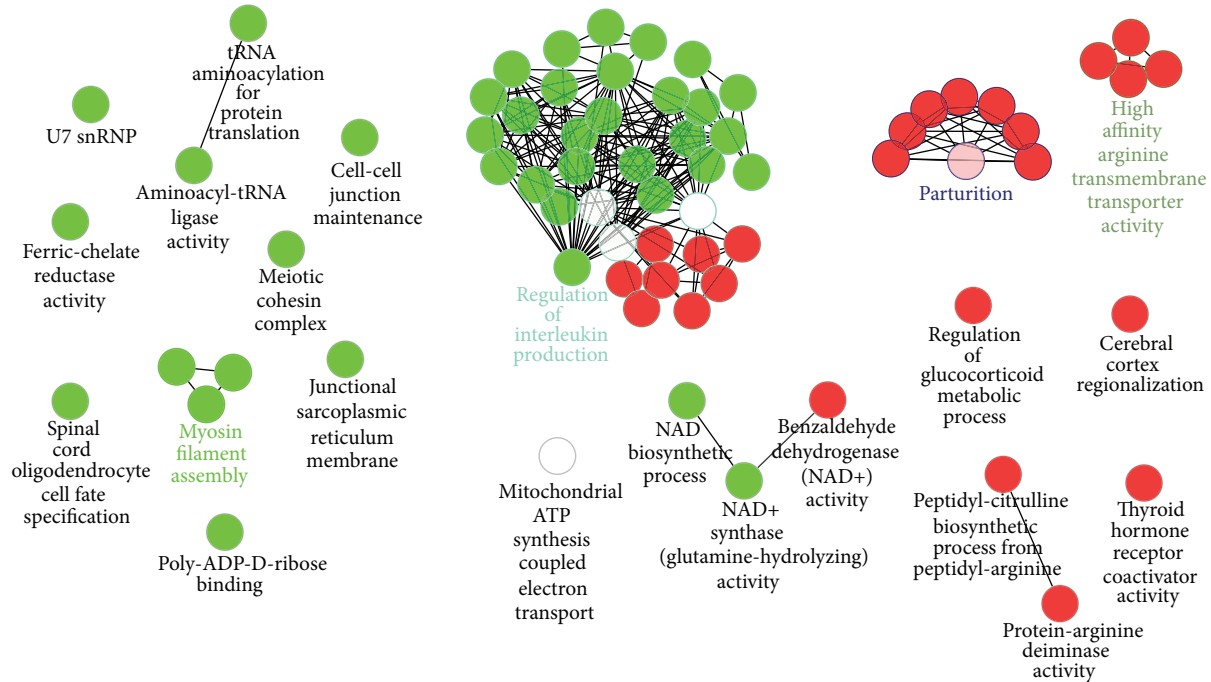 tRNA
aminoacylation
for
protein
translation
U7 snRNP
Cell-cell
junction
maintenance
Aminoacyl-tRNA
ligase
activity
Ferric-chelate
reductase
activity
Meiotic
cohesin
complex
Junctional
sarcoplasmic
reticulum
membrane
Myosin
filament
assembly
Spinal
cord
oligodendrocyte
cell fate
specification
Poly-ADP-D-ribose
binding
Regulation
of
interleukin
production
Mitochondrial
ATP
synthesis
coupled
electron
transport
NAD
biosynthetic
process
Benzaldehyde
dehydrogenase
(NAD+)
activity
NAD+
synthase
(glutamine-hydrolyzing)
activity
Parturition
High
affinity
arginine
transmembrane
transporter
activity
Regulation
of
glucocorticoid
metabolic
process
Cerebral
cortex
regionalization
Peptidyl-citrulline
biosynthetic
process from
peptidyl-arginine
Thyroid
hormone
receptor
coactivator
activity
Protein-arginine
deiminase
activity